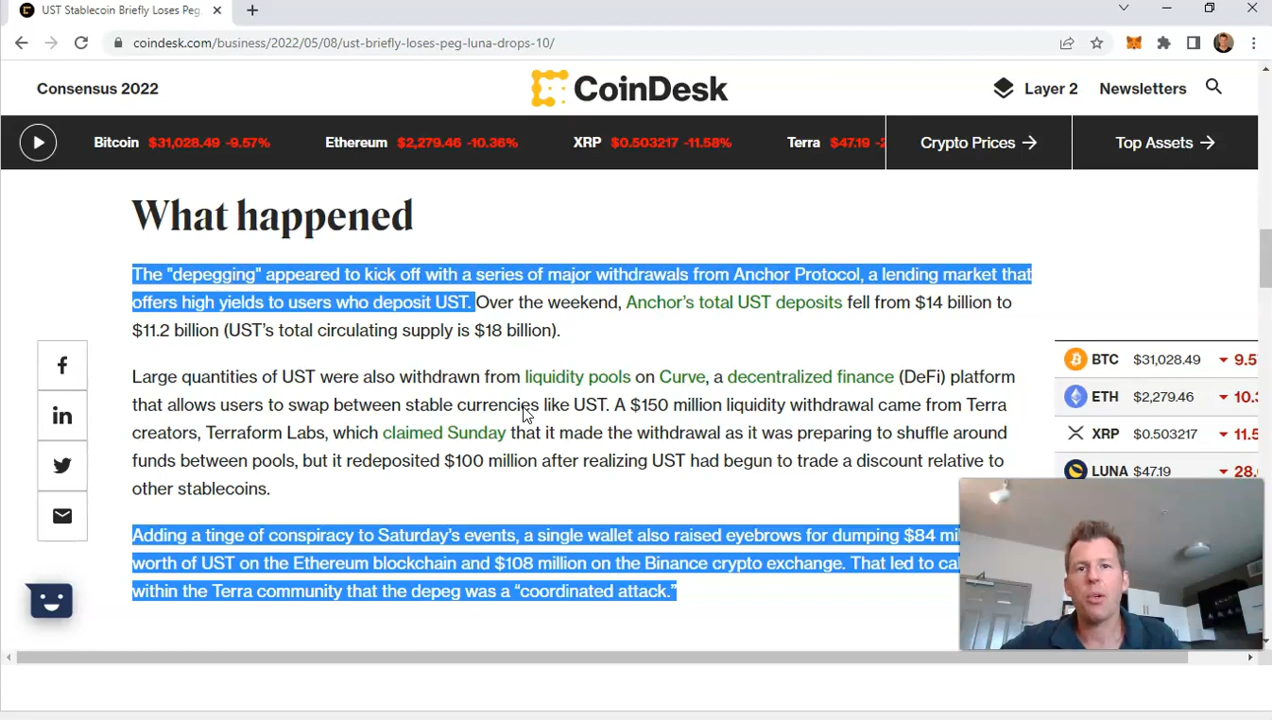 UST Stablecoin Briefly Loses Peg
coindesk.com/business/2022/05/08/ust-briefly-loses-peg-luna-drops-10/
Consensus 2022
CoinDesk
Layer 2
Newsletters
Bitcoin $31,028.49 -9.57%
Ethereum $2,279.46 -10.36%
XRP $0.503217 -11.58%
Terra $47.19
Crypto Prices →
Top Assets →
What happened
The "depegging" appeared to kick off with a series of major withdrawals from Anchor Protocol, a lending market that
offers high yields to users who deposit UST. Over the weekend, Anchor's total UST deposits fell from $14 billion to
$11.2 billion (UST's total circulating supply is $18 billion).
Large quantities of UST were also withdrawn from liquidity pools on Curve, a decentralized finance (DeFi) platform
that allows users to swap between stable currencies like UST. A $150 million liquidity withdrawal came from Terra
creators, Terraform Labs, which claimed Sunday that it made the withdrawal as it was preparing to shuffle around
funds between pools, but it redeposited $100 million after realizing UST had begun to trade a discount relative to
other stablecoins.
Adding a tinge of conspiracy to Saturday's events, a single wallet also raised eyebrows for dumping $84
worth of UST on the Ethereum blockchain and $108 million on the Binance crypto exchange. That led to
within the Terra community that the depeg was a "coordinated attack."
BTC $31,028.49
ETH $2,279.46
XRP $0.503217
LUNA $47.19